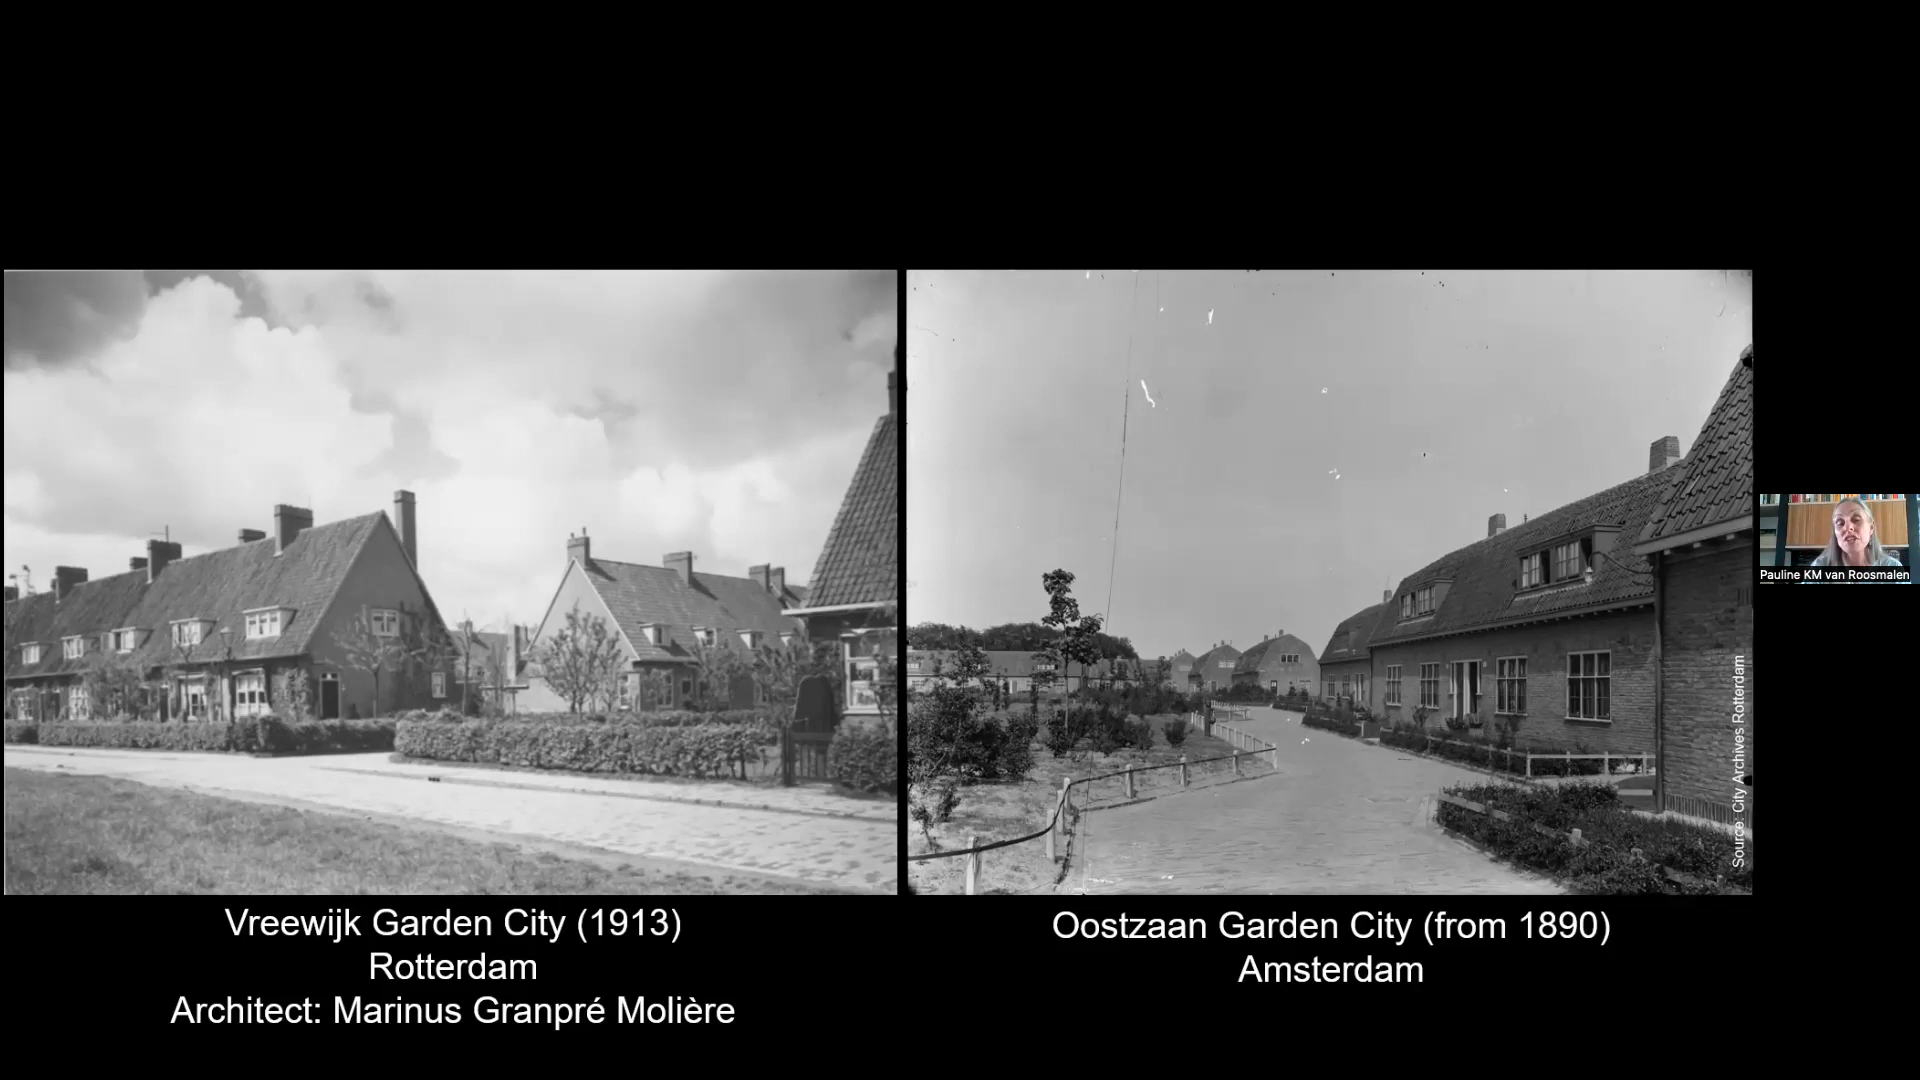 Vreewijk Garden City (1913)
Rotterdam
Architect: Marinus Granpré Molière
Oostzaan Garden City (from 1890)
Amsterdam
Source: City Archives Rotterdam
Pauline KM van Roosmalen